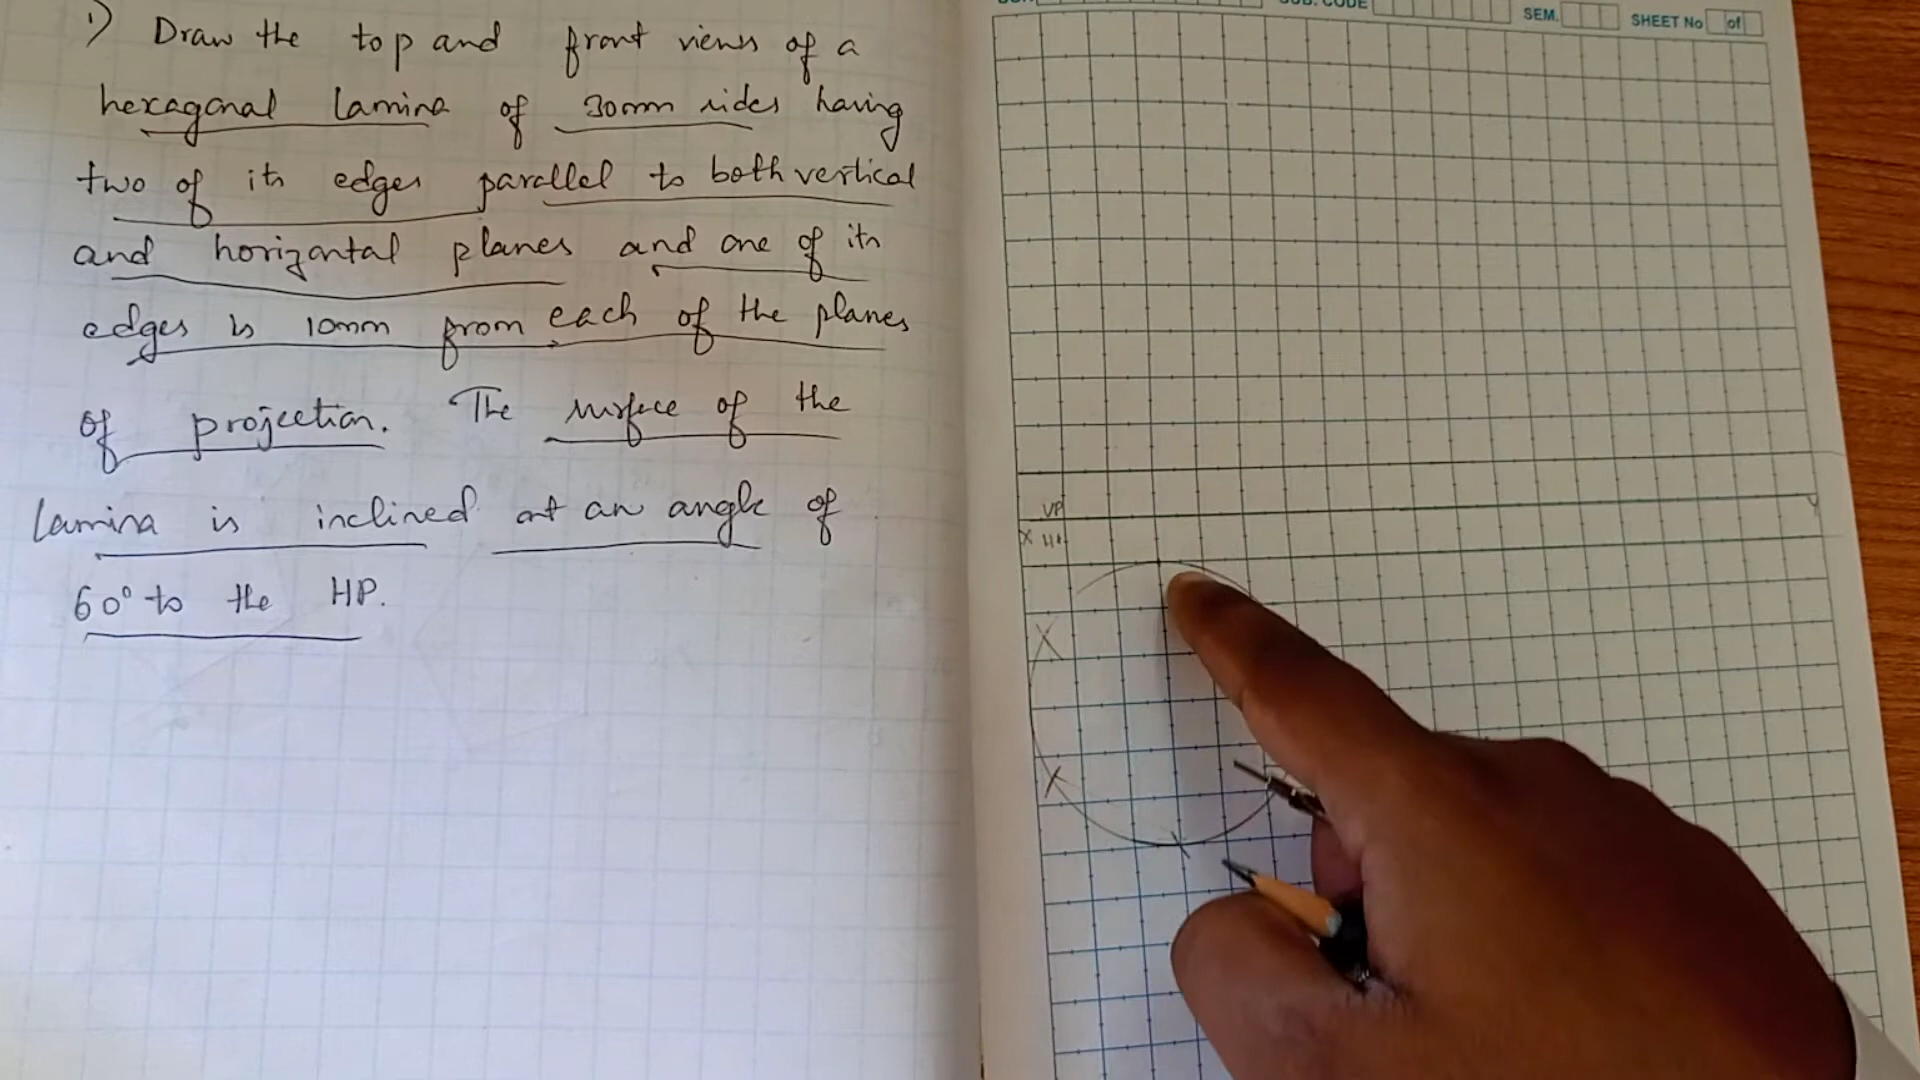 1) Draw the top and front views of a
hexagonal lamina of 30mm sides having
two of its edges parallel to both vertical
and horizontal planes and one of its
edges is 10mm from each of the planes
of projection. The surface of the
lamina is inclined at an angle of
60° to the HP.
SUB. CODE
SEM.
SHEET No of
VP
X HP
Y